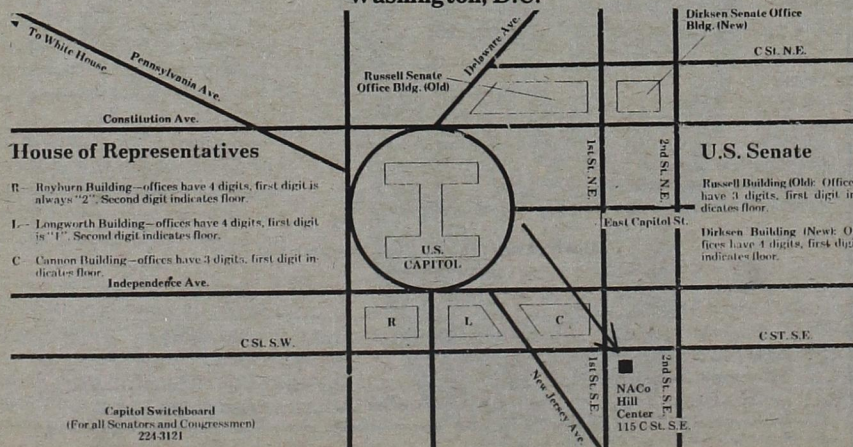 Washington, D.C.
To White House
Pennsylvania Ave.
Delaware Ave.
Dirksen Senate Office
Bldg. (New)
C St. N.E.
Russell Senate
Office Bldg. (Old)
Constitution Ave.
House of Representatives
R— Rayburn Building—offices have 4 digits, first digit is
always "2". Second digit indicates floor.
L— Longworth Building—offices have 4 digits, first digit
is "1". Second digit indicates floor.
C— Cannon Building—offices have 3 digits, first digit in-
dicates floor.
Independence Ave.
1st St. N.E.
2nd St. N.E.
U.S. Senate
Russell Building (Old): Office
have 3 digits, first digit in
dicates floor.
Dirksen Building (New): O
fices have 4 digits, first digi
indicates floor.
East Capitol St.
U.S.
CAPITOL
R
L
C
C St. S.W.
C ST. S.E.
New Jersey Ave.
1st St. S.E.
2nd St. S.E.
NACo
Hill
Center
115 C St. S.E.
Capitol Switchboard
(For all Senators and Congressmen)
224-3121